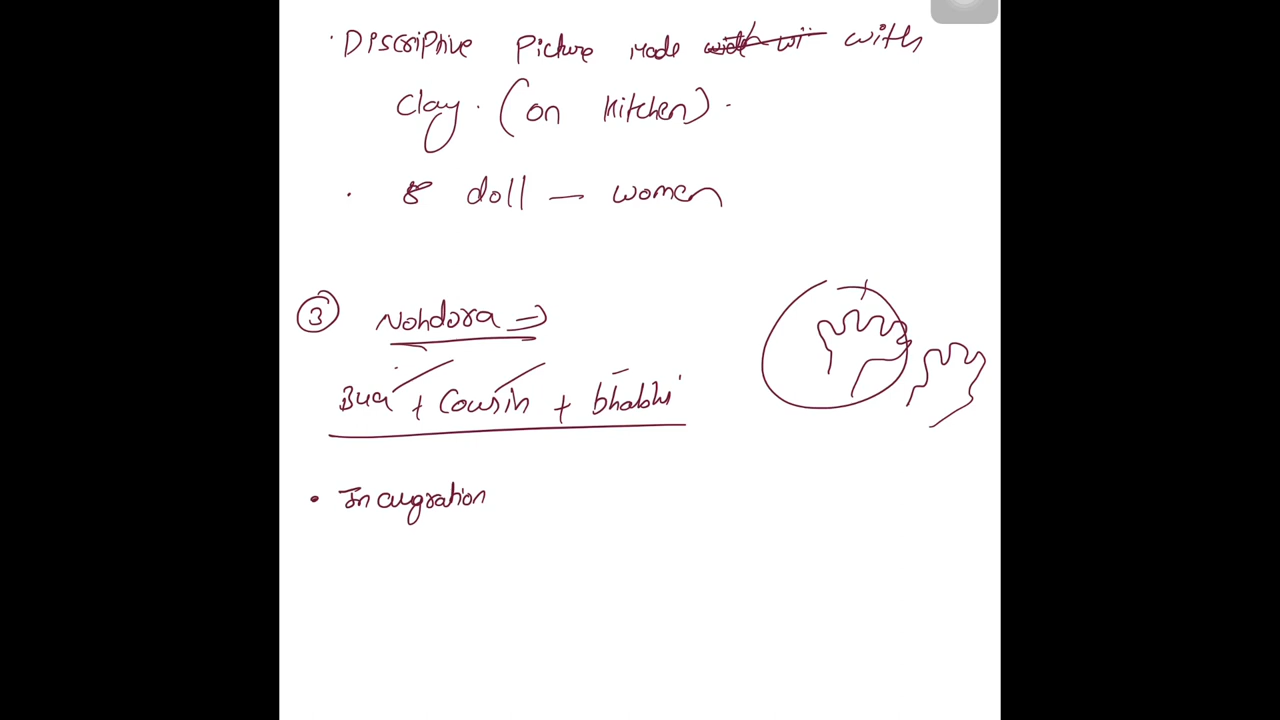 · Discriptive Picture Made with
Clay. (on Kitchen).
· 8 doll — women
③ Nohdora ⇒
Bua + Cousin + bhabhi
• Inaugration